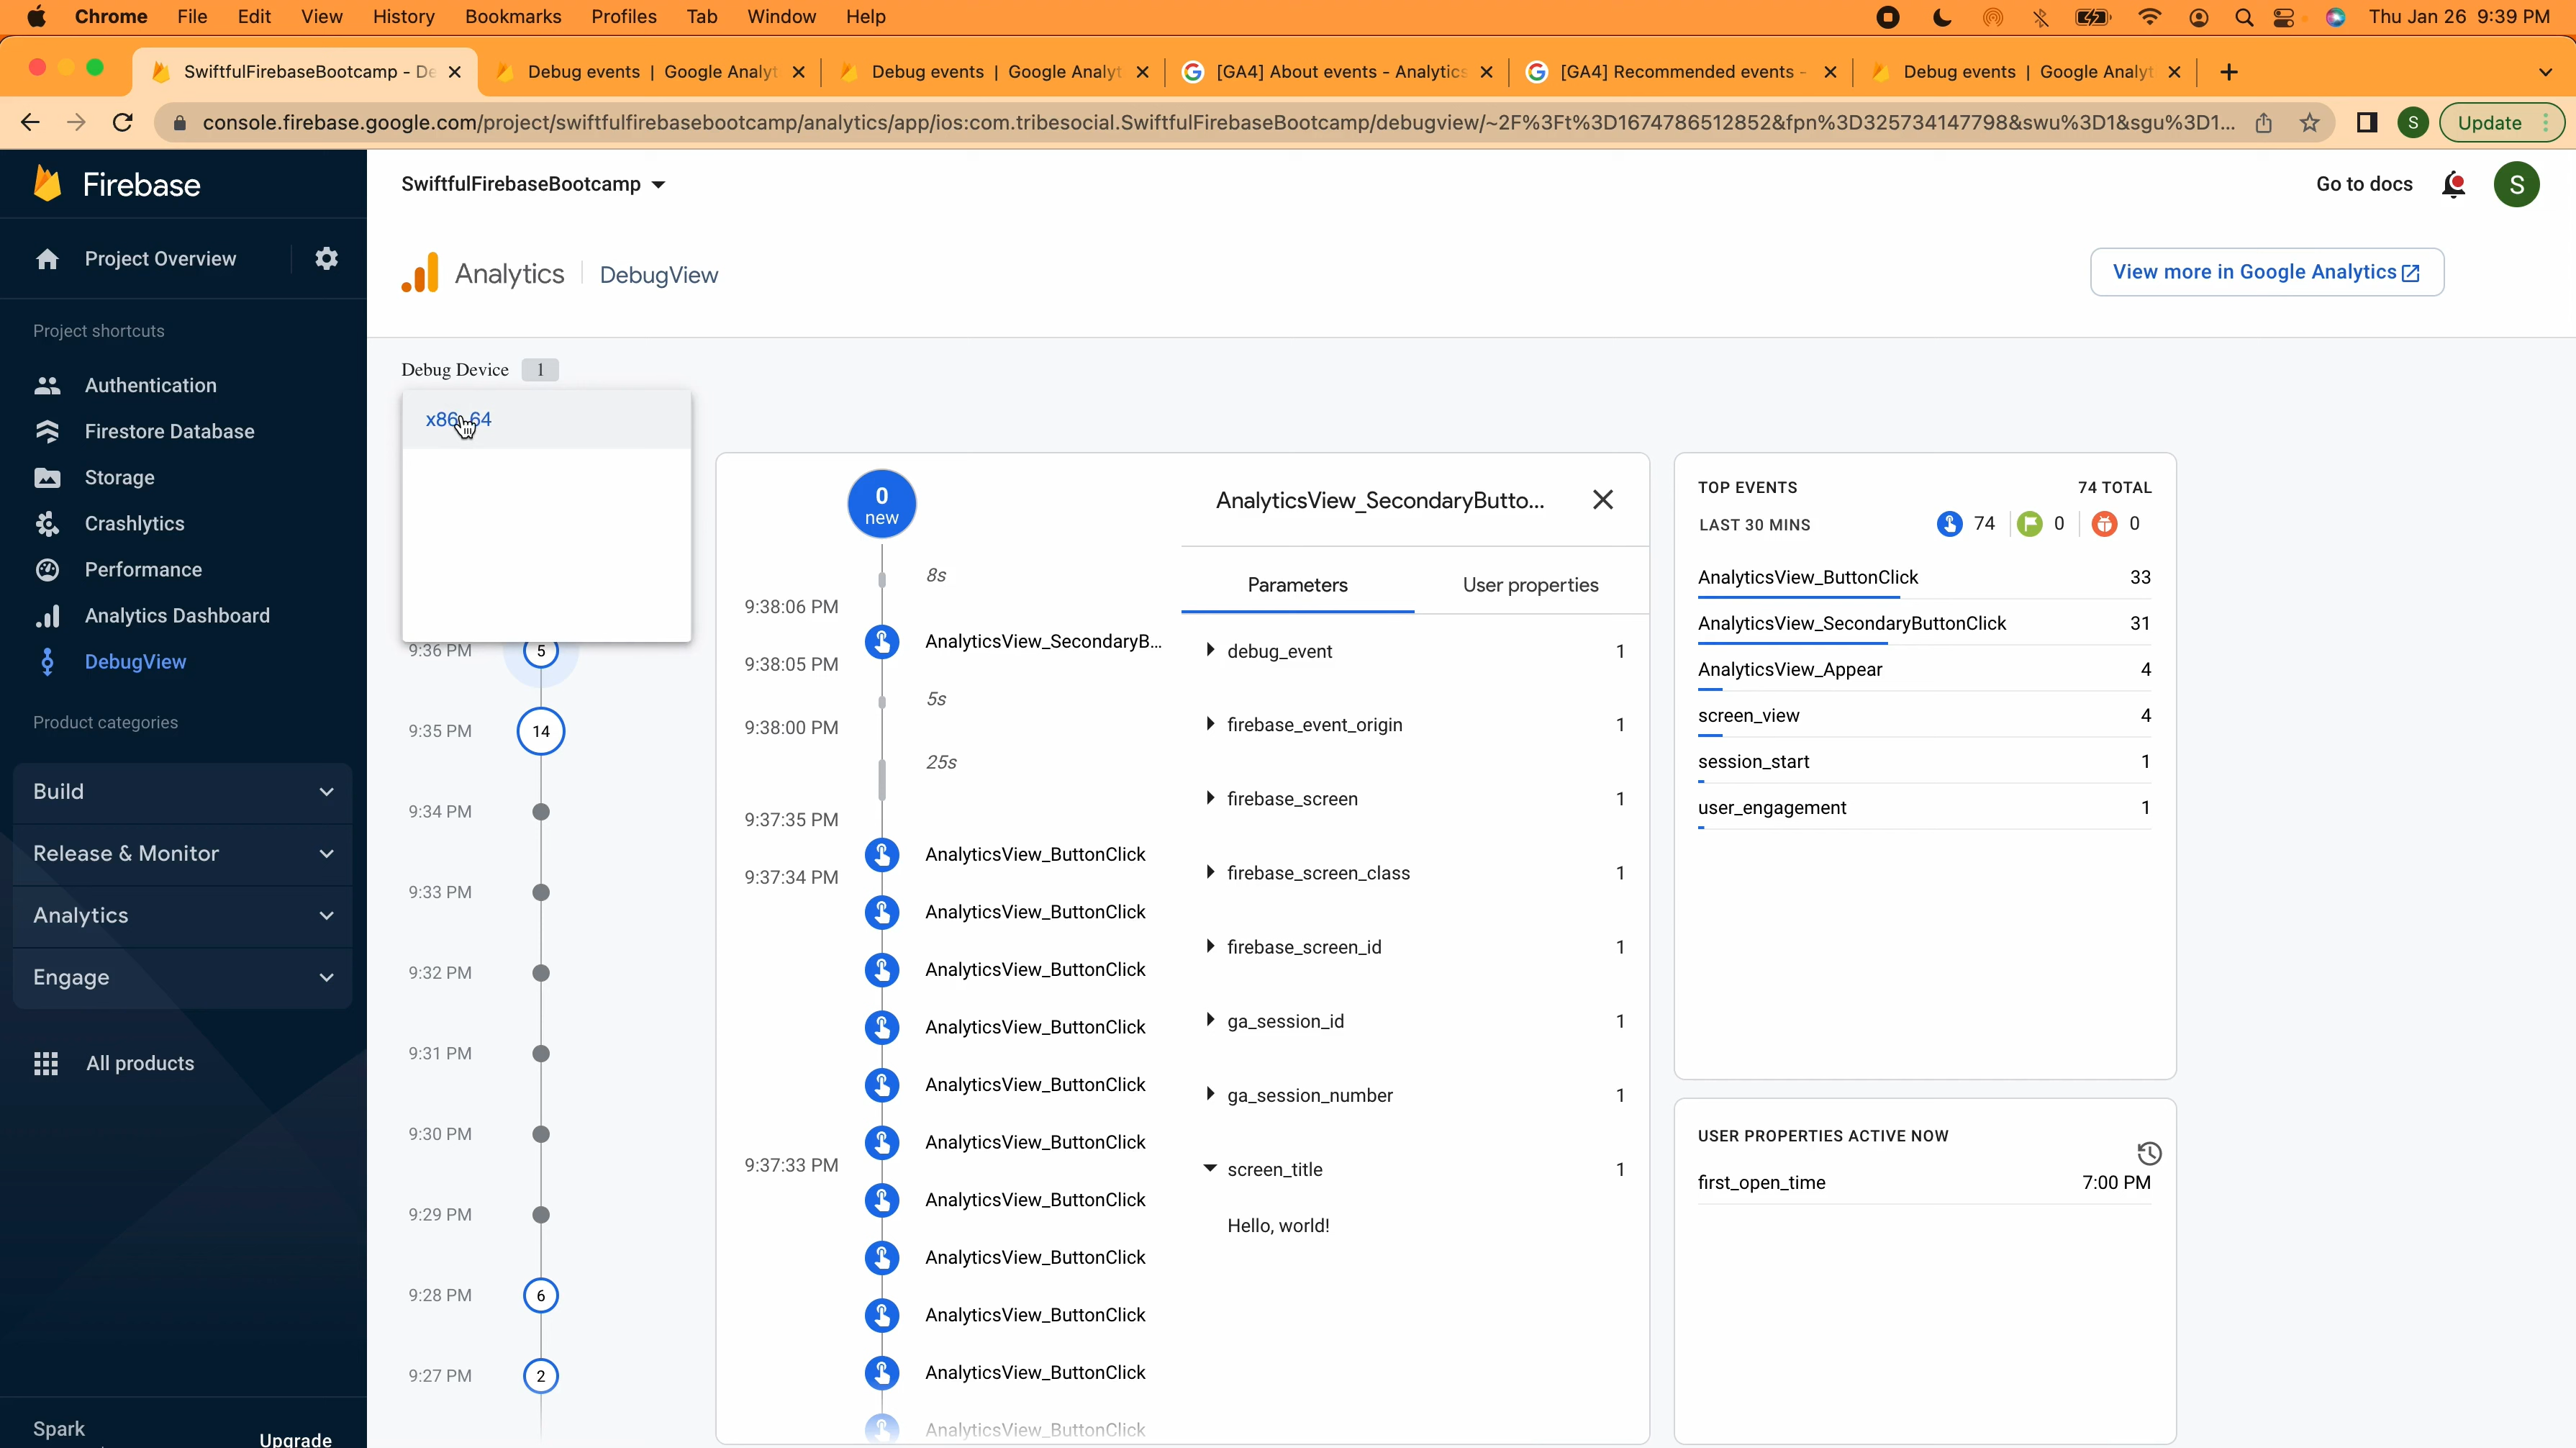 Chrome File Edit View History Bookmarks Profiles Tab Window Help Thu Jan 26 9:39 PM
SwiftfulFirebaseBootcamp - De Debug events | Google Analyt Debug events | Google Analyt [GA4] About events - Analytics [GA4] Recommended events - Debug events | Google Analyt
console.firebase.google.com/project/swiftfulfirebasebootcamp/analytics/app/ios:com.tribesocial.SwiftfulFirebaseBootcamp/debugview/~2F%3Ft%3D1674786512852&fpn%3D325734147798&swu%3D1&sgu%3D1... S Update
Firebase
Project Overview
Project shortcuts
Authentication
Firestore Database
Storage
Crashlytics
Performance
Analytics Dashboard
DebugView
Product categories
Build
Release & Monitor
Analytics
Engage
All products
Spark
Upgrade
SwiftfulFirebaseBootcamp
Go to docs
S
Analytics
DebugView
View more in Google Analytics
Debug Device 1
9:36 PM 5
9:35 PM 14
9:34 PM
9:33 PM
9:32 PM
9:31 PM
9:30 PM
9:29 PM
9:28 PM 6
9:27 PM 2
0
new
8s
9:38:06 PM
AnalyticsView_SecondaryB...
9:38:05 PM
5s
9:38:00 PM
25s
9:37:35 PM
AnalyticsView_ButtonClick
9:37:34 PM
AnalyticsView_ButtonClick
AnalyticsView_ButtonClick
AnalyticsView_ButtonClick
AnalyticsView_ButtonClick
AnalyticsView_ButtonClick
9:37:33 PM
AnalyticsView_ButtonClick
AnalyticsView_ButtonClick
AnalyticsView_ButtonClick
AnalyticsView_ButtonClick
AnalyticsView_ButtonClick
AnalyticsView_SecondaryButto...
Parameters User properties
debug_event 1
firebase_event_origin 1
firebase_screen 1
firebase_screen_class 1
firebase_screen_id 1
ga_session_id 1
ga_session_number 1
screen_title 1
Hello, world!
TOP EVENTS 74 TOTAL
LAST 30 MINS 74 0 0
AnalyticsView_ButtonClick 33
AnalyticsView_SecondaryButtonClick 31
AnalyticsView_Appear 4
screen_view 4
session_start 1
user_engagement 1
USER PROPERTIES ACTIVE NOW
first_open_time 7:00 PM